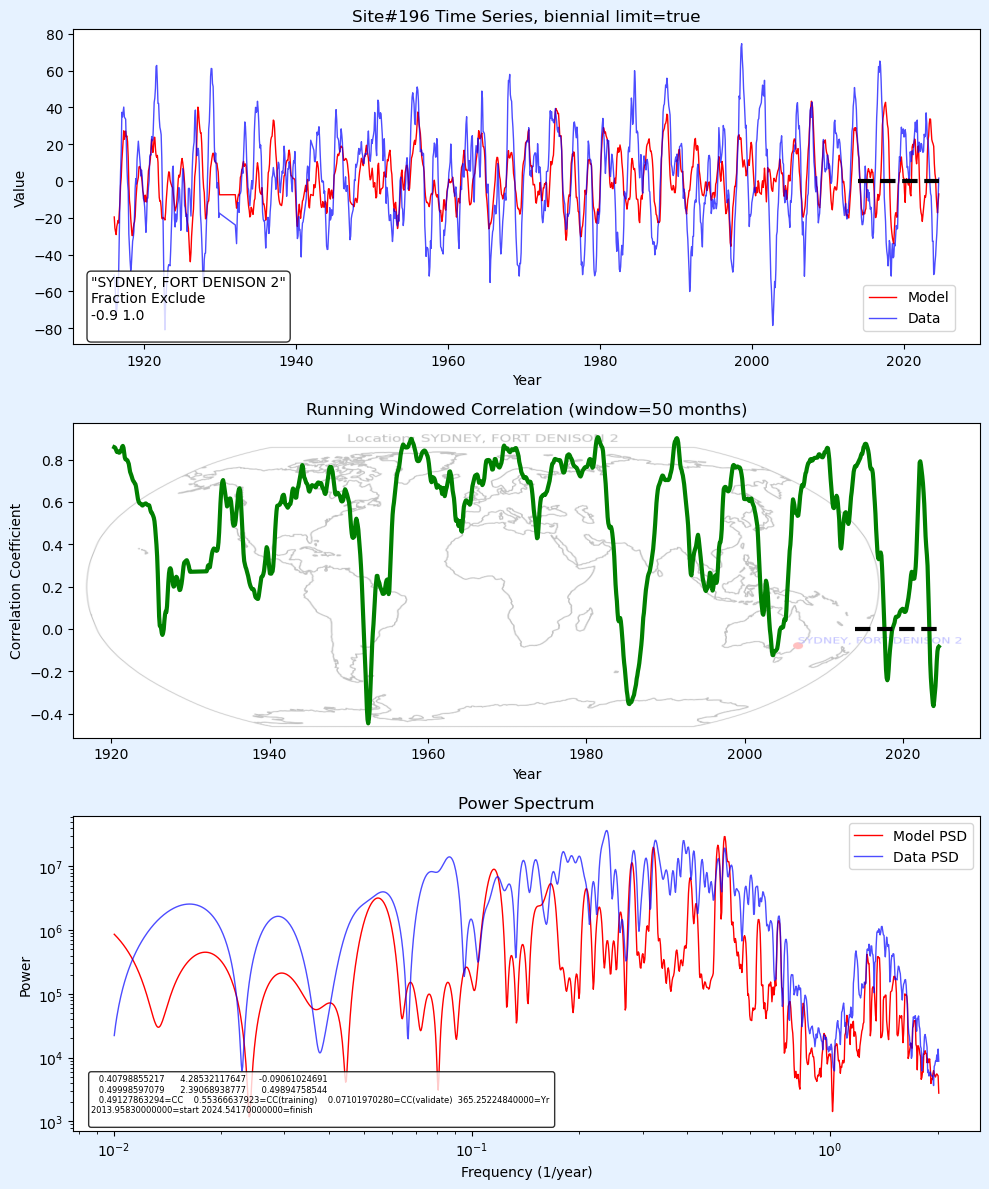 Site#196 Time Series, biennial limit=true
80
60
40
20
0
−20
−40
−60
−80
Value
"SYDNEY, FORT DENISON 2"
Fraction Exclude
-0.9 1.0
Model
Data
1920 1940 1960 1980 2000 2020
Year
Running Windowed Correlation (window=50 months)
Location: SYDNEY, FORT DENISON 2
0.8
0.6
0.4
0.2
0.0
−0.2
−0.4
Correlation Coefficient
SYDNEY, FORT DENISON 2
1920 1940 1960 1980 2000 2020
Year
Power Spectrum
Model PSD
Data PSD
10⁷
10⁶
10⁵
10⁴
10³
Power
0.40798855217 4.28532117647 -0.09061024691
0.49998597079 2.39068938777 0.49894758544
0.49127863294=CC 0.55366637923=CC(training) 0.07101970280=CC(validate) 365.25224840000=Yr
2013.95830000000=start 2024.54170000000=finish
10⁻² 10⁻¹ 10⁰
Frequency (1/year)